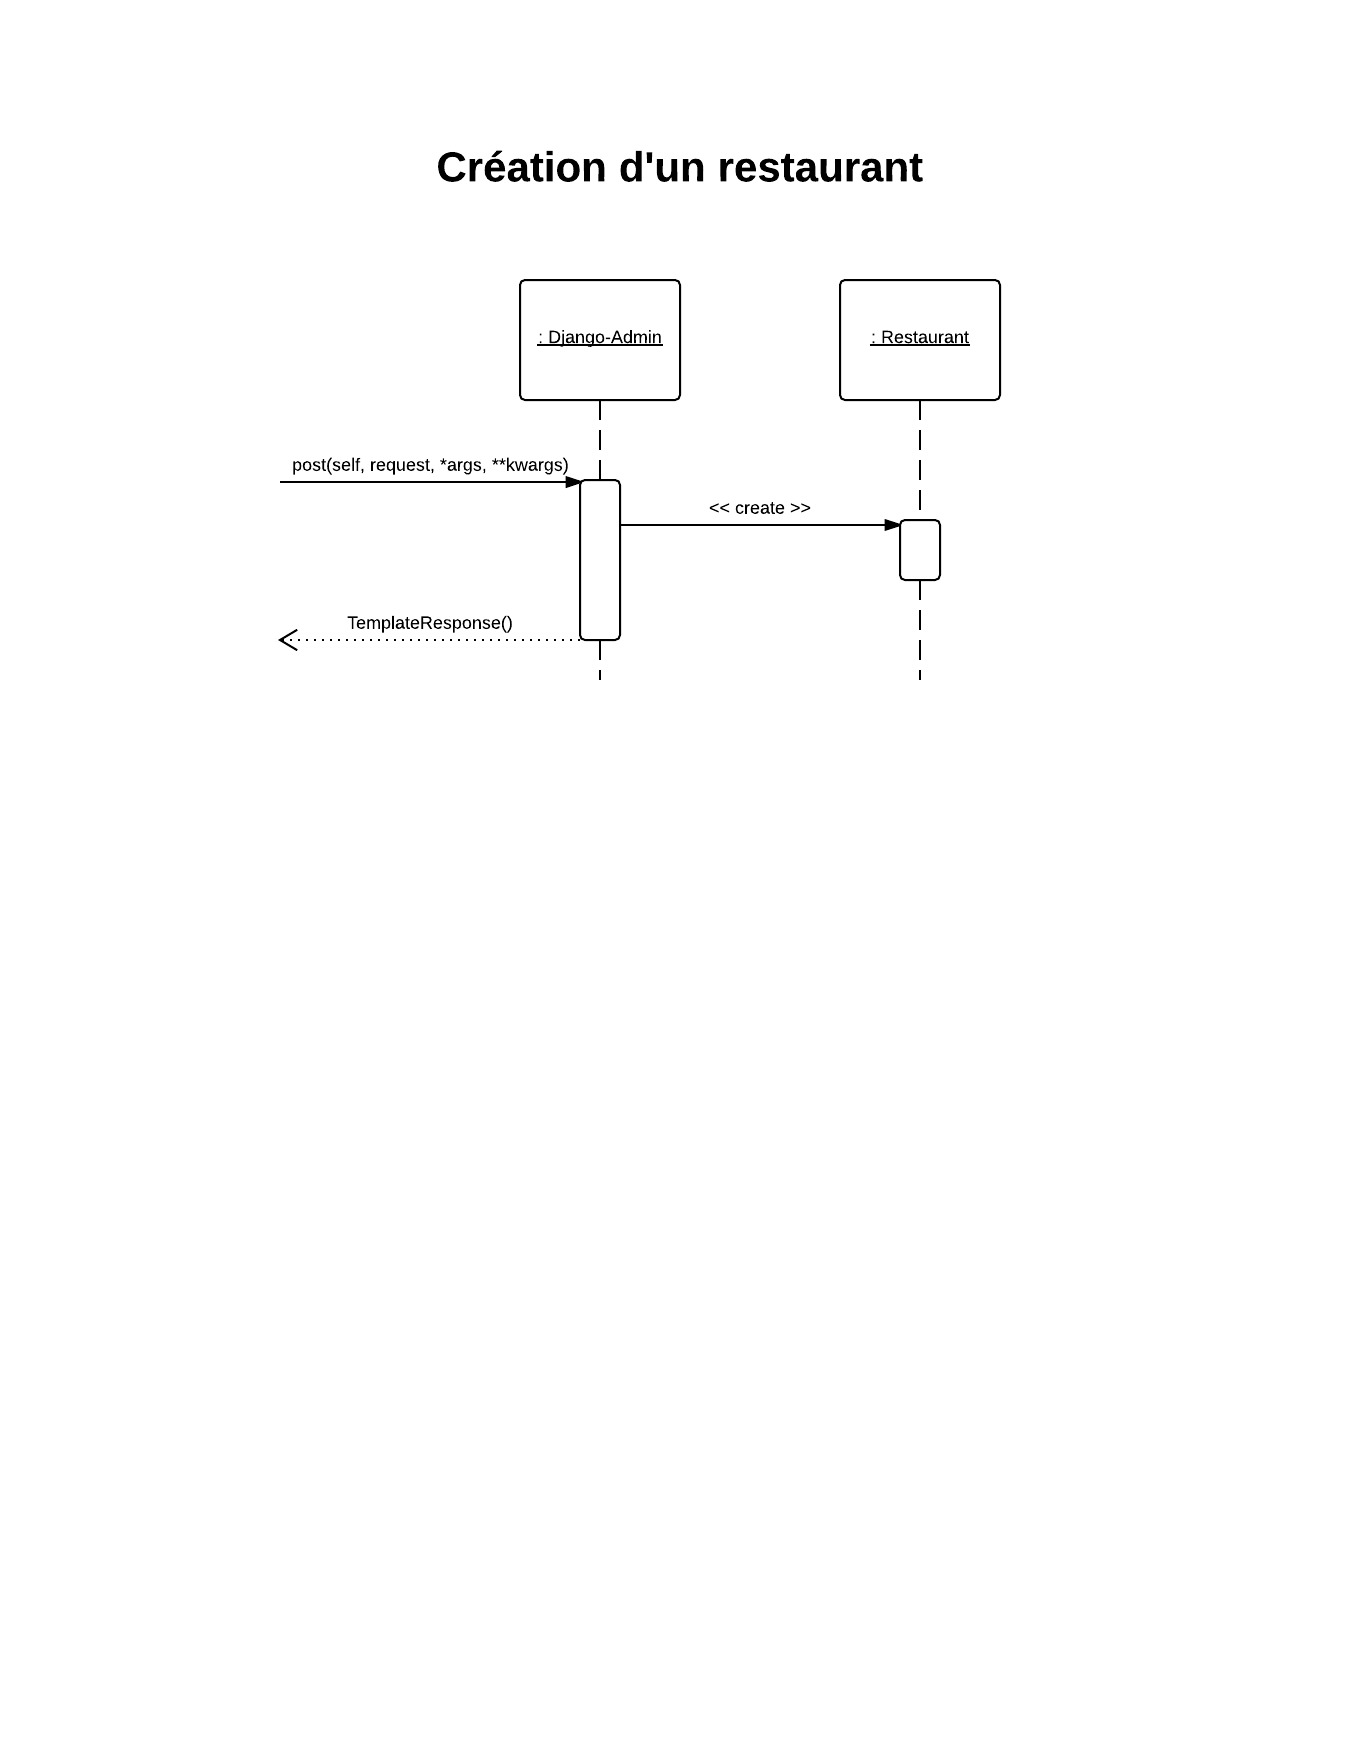 Création d'un restaurant
: Django-Admin
: Restaurant
post(self, request, *args, **kwargs)
<< create >>
TemplateResponse()